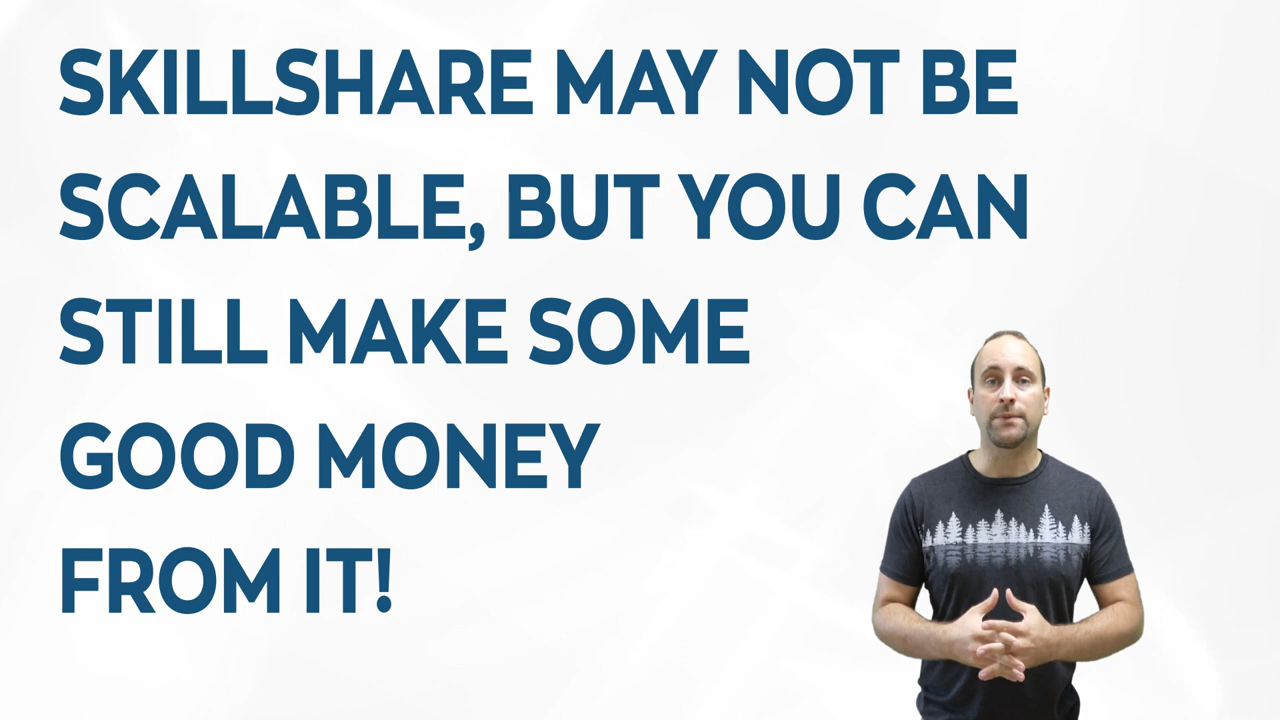 SKILLSHARE MAY NOT BE
SCALABLE, BUT YOU CAN
STILL MAKE SOME
GOOD MONEY
FROM IT!